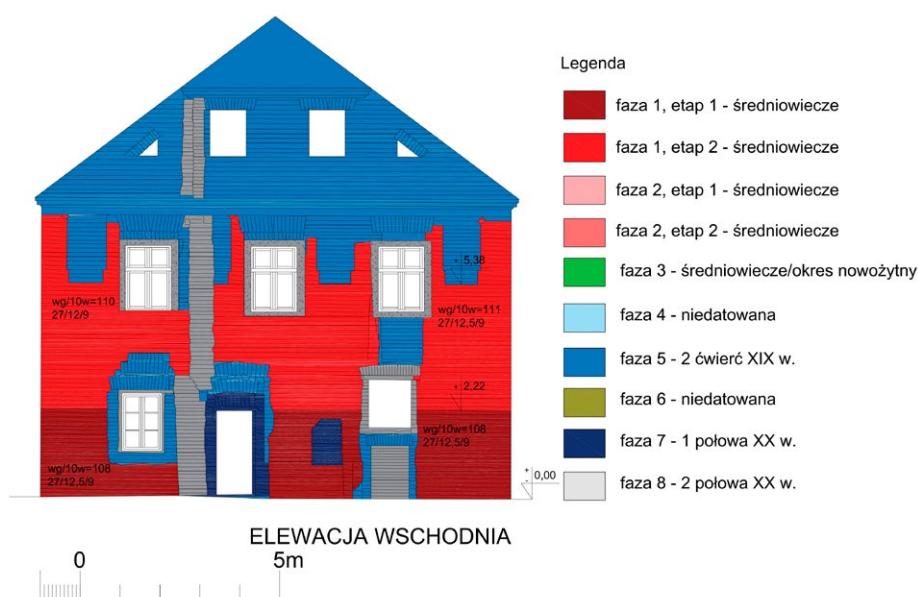 Legenda
faza 1, etap 1 - średniowiecze
faza 1, etap 2 - średniowiecze
faza 2, etap 1 - średniowiecze
faza 2, etap 2 - średniowiecze
faza 3 - średniowiecze/okres nowożytny
faza 4 - niedatowana
faza 5 - 2 ćwierć XIX w.
faza 6 - niedatowana
faza 7 - 1 połowa XX w.
faza 8 - 2 połowa XX w.
+ 5,38
wg/10w=110
27/12/9
wg/10w=111
27/12,5/9
+ 2,22
wg/10w=108
27/12,5/9
wg/10w=108
27/12,5/9
+ 0,00
-
ELEWACJA WSCHODNIA
0 5m